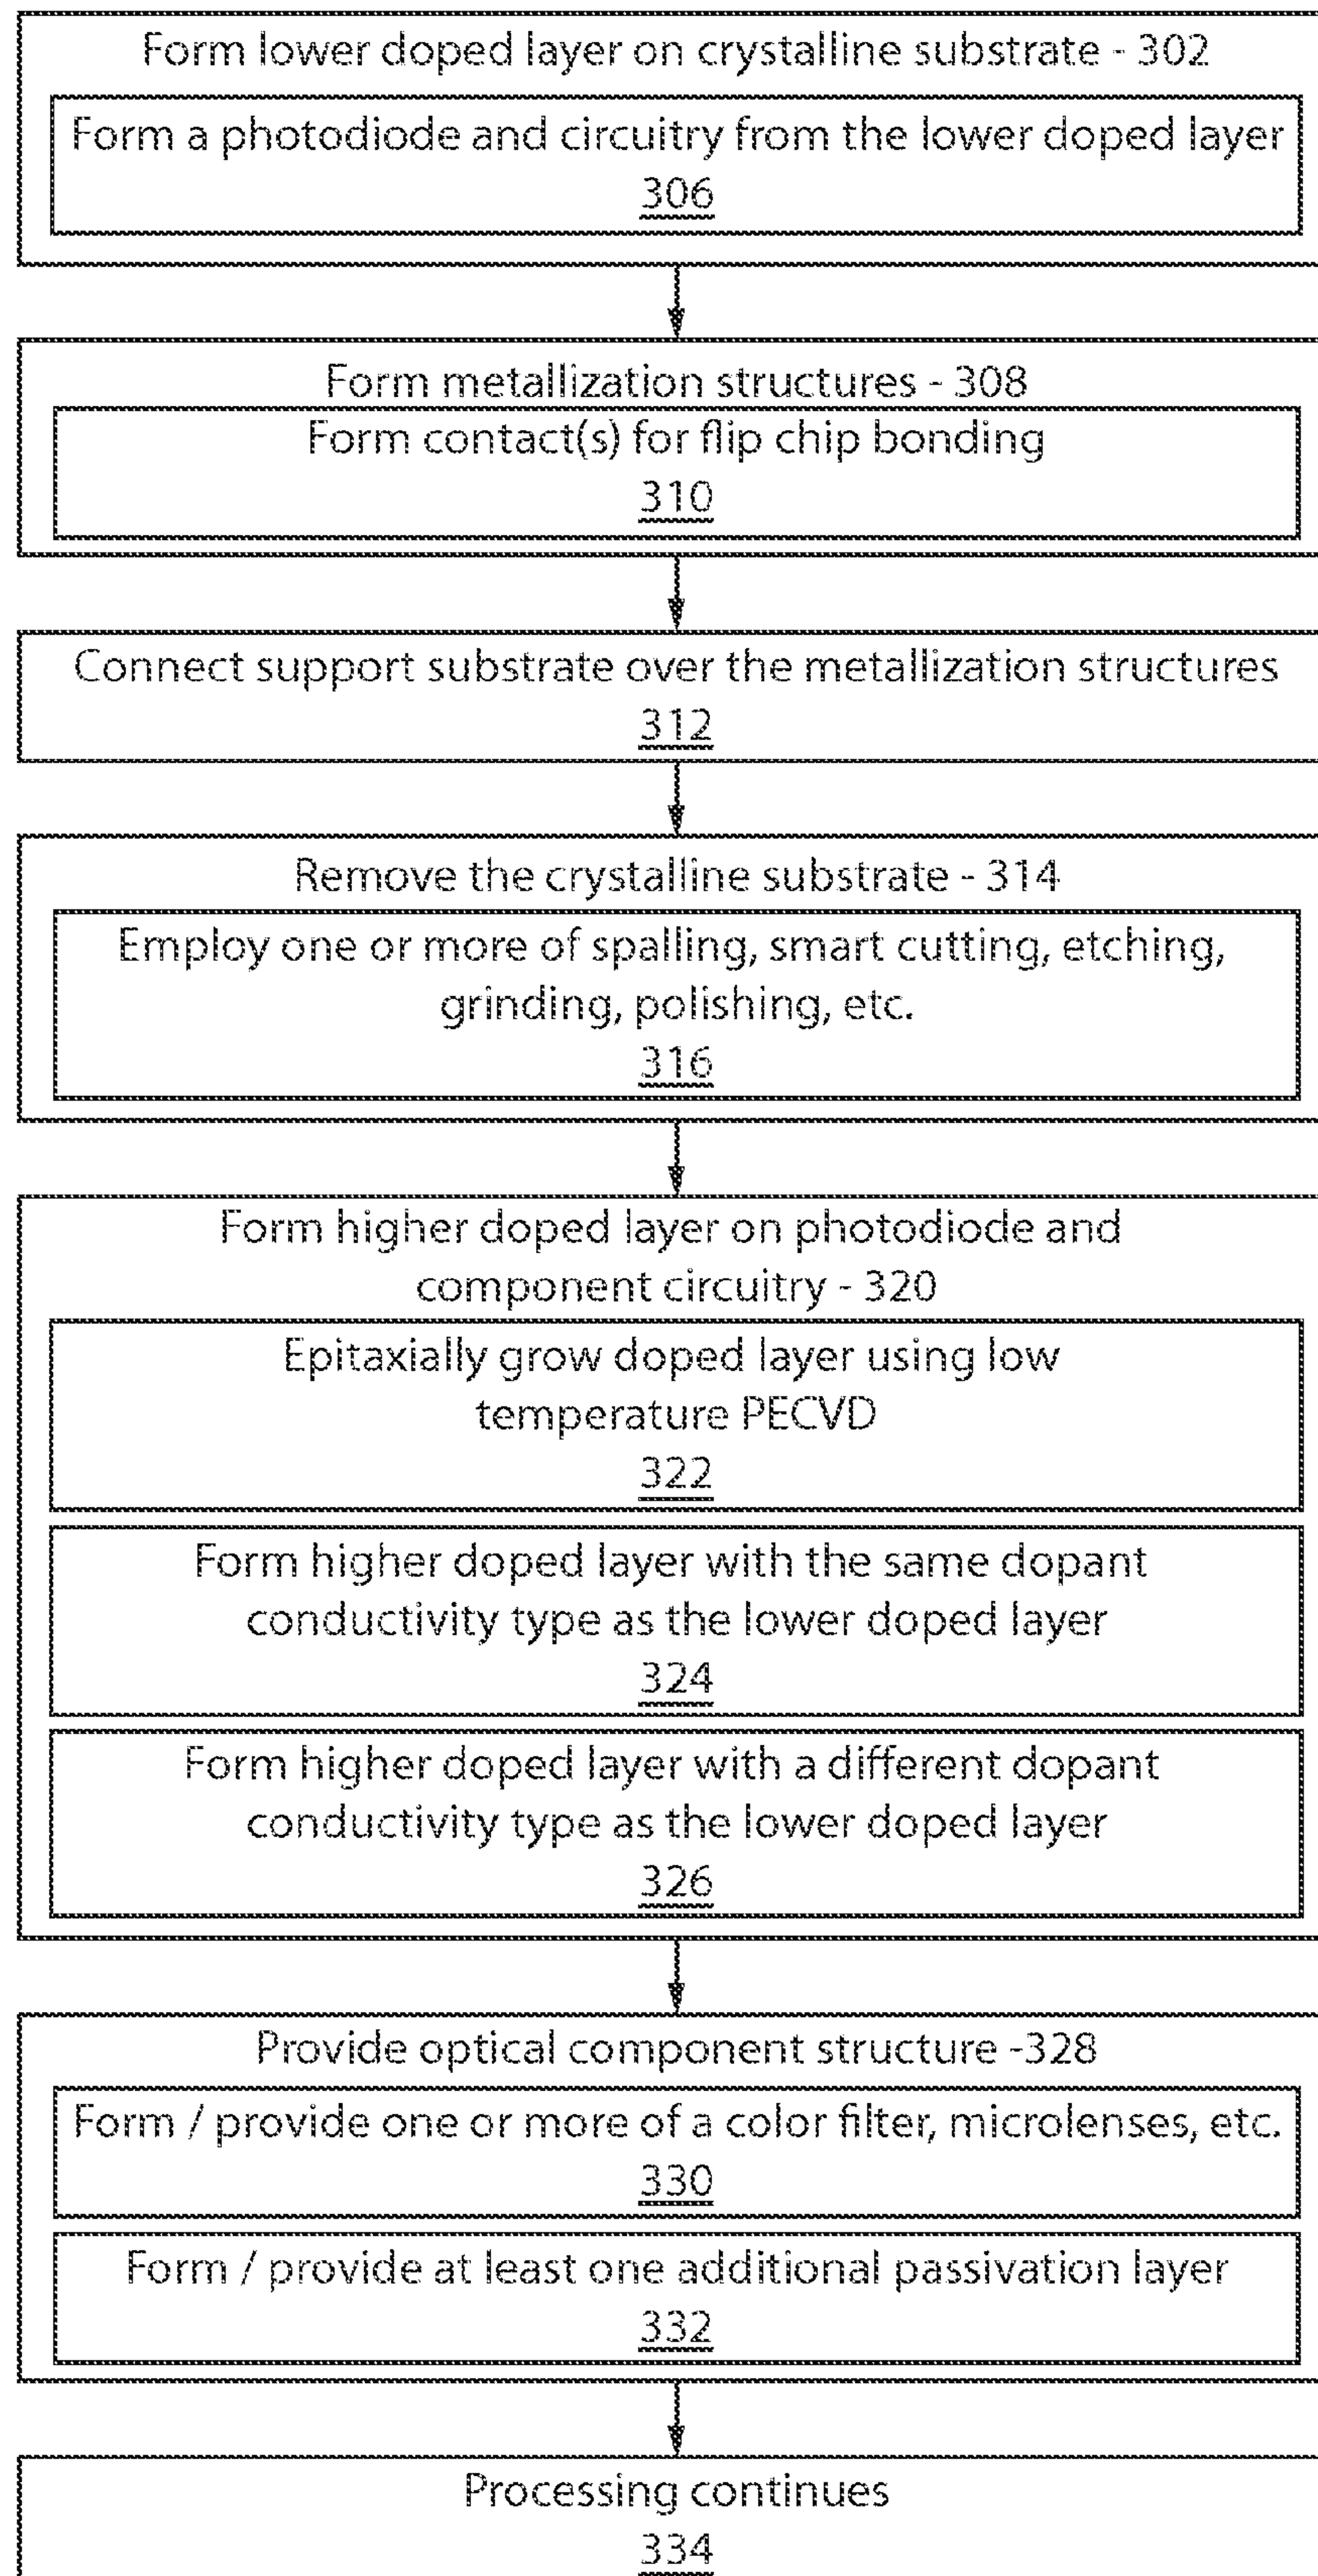 Form lower doped layer on crystalline substrate - 302
Form a photodiode and circuitry from the lower doped layer
306
Form metallization structures - 308
Form contact(s) for flip chip bonding
310
Connect support substrate over the metallization structures
312
Remove the crystalline substrate - 314
Employ one or more of spalling, smart cutting, etching,
grinding, polishing, etc.
316
Form higher doped layer on photodiode and
component circuitry - 320
Epitaxially grow doped layer using low
temperature PECVD
322
Form higher doped layer with the same dopant
conductivity type as the lower doped layer
324
Form higher doped layer with a different dopant
conductivity type as the lower doped layer
326
Provide optical component structure -328
Form / provide one or more of a color filter, microlenses, etc.
330
Form / provide at least one additional passivation layer
332
Processing continues
334